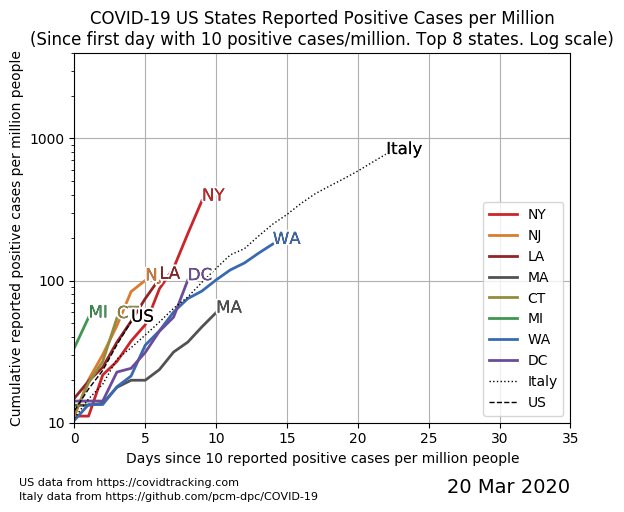 COVID-19 US States Reported Positive Cases per Million
(Since first day with 10 positive cases/million. Top 8 states. Log scale)
Cumulative reported positive cases per million people
1000
100
10
Italy
NY
WA
NJ
LA
DC
MI
CT
US
MA
NY
NJ
LA
MA
CT
MI
WA
DC
Italy
US
0 5 10 15 20 25 30 35
Days since 10 reported positive cases per million people
US data from https://covidtracking.com
Italy data from https://github.com/pcm-dpc/COVID-19
20 Mar 2020